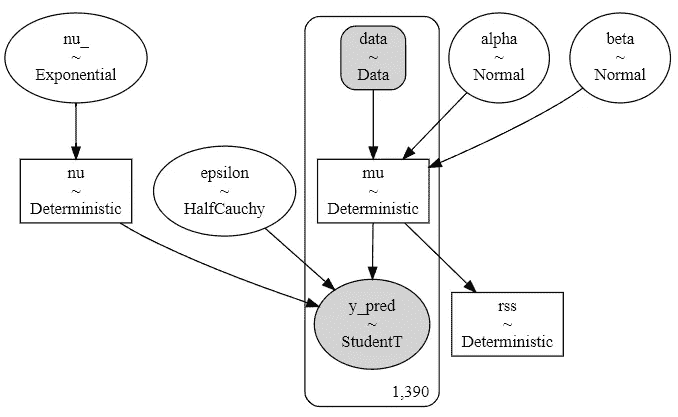 nu_
~
Exponential
data
~
Data
alpha
~
Normal
beta
~
Normal
nu
~
Deterministic
epsilon
~
HalfCauchy
mu
~
Deterministic
y_pred
~
StudentT
rss
~
Deterministic
1,390